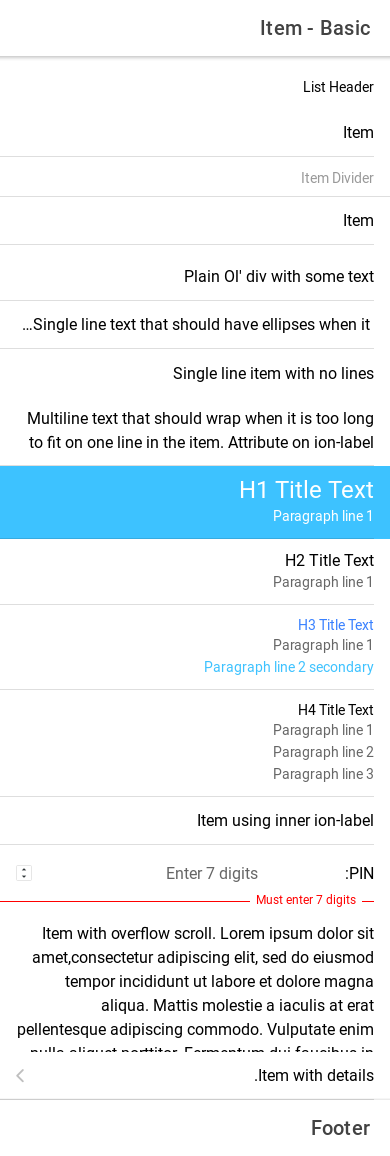 Item - Basic
List Header
Item
Item Divider
Item
Plain Ol' div with some text
Single line text that should have ellipses when it…
Single line item with no lines
Multiline text that should wrap when it is too long
to fit on one line in the item. Attribute on ion-label
H1 Title Text
Paragraph line 1
H2 Title Text
Paragraph line 1
H3 Title Text
Paragraph line 1
Paragraph line 2 secondary
H4 Title Text
Paragraph line 1
Paragraph line 2
Paragraph line 3
Item using inner ion-label
PIN: Enter 7 digits
Must enter 7 digits
Item with overflow scroll. Lorem ipsum dolor sit
amet,consectetur adipiscing elit, sed do eiusmod
tempor incididunt ut labore et dolore magna
aliqua. Mattis molestie a iaculis at erat
pellentesque adipiscing commodo. Vulputate enim
nulla aliquet porttitor. Fermentum dui faucibus in
Item with details.
Footer